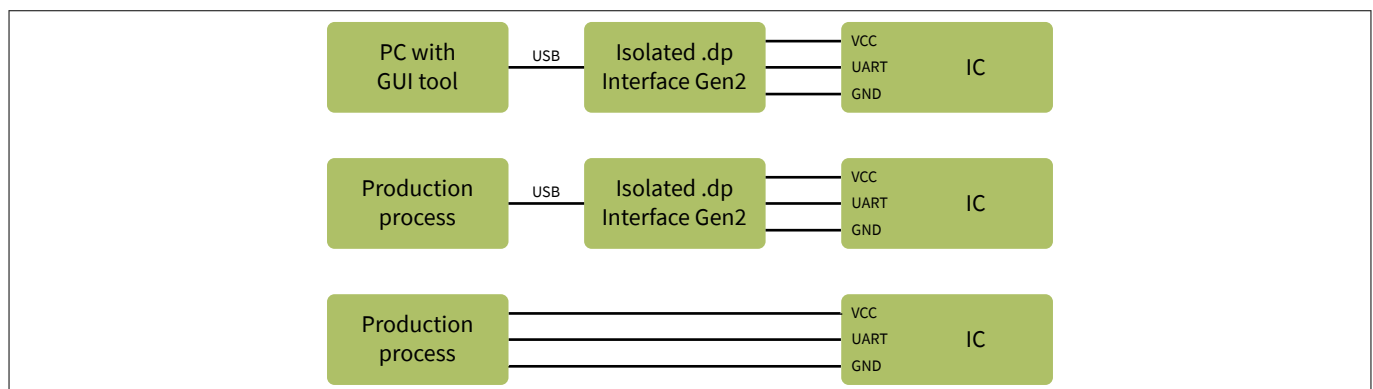 PC with
GUI tool
USB
Isolated .dp
Interface Gen2
VCC
UART
GND
IC
Production
process
USB
Isolated .dp
Interface Gen2
VCC
UART
GND
IC
Production
process
VCC
UART
GND
IC